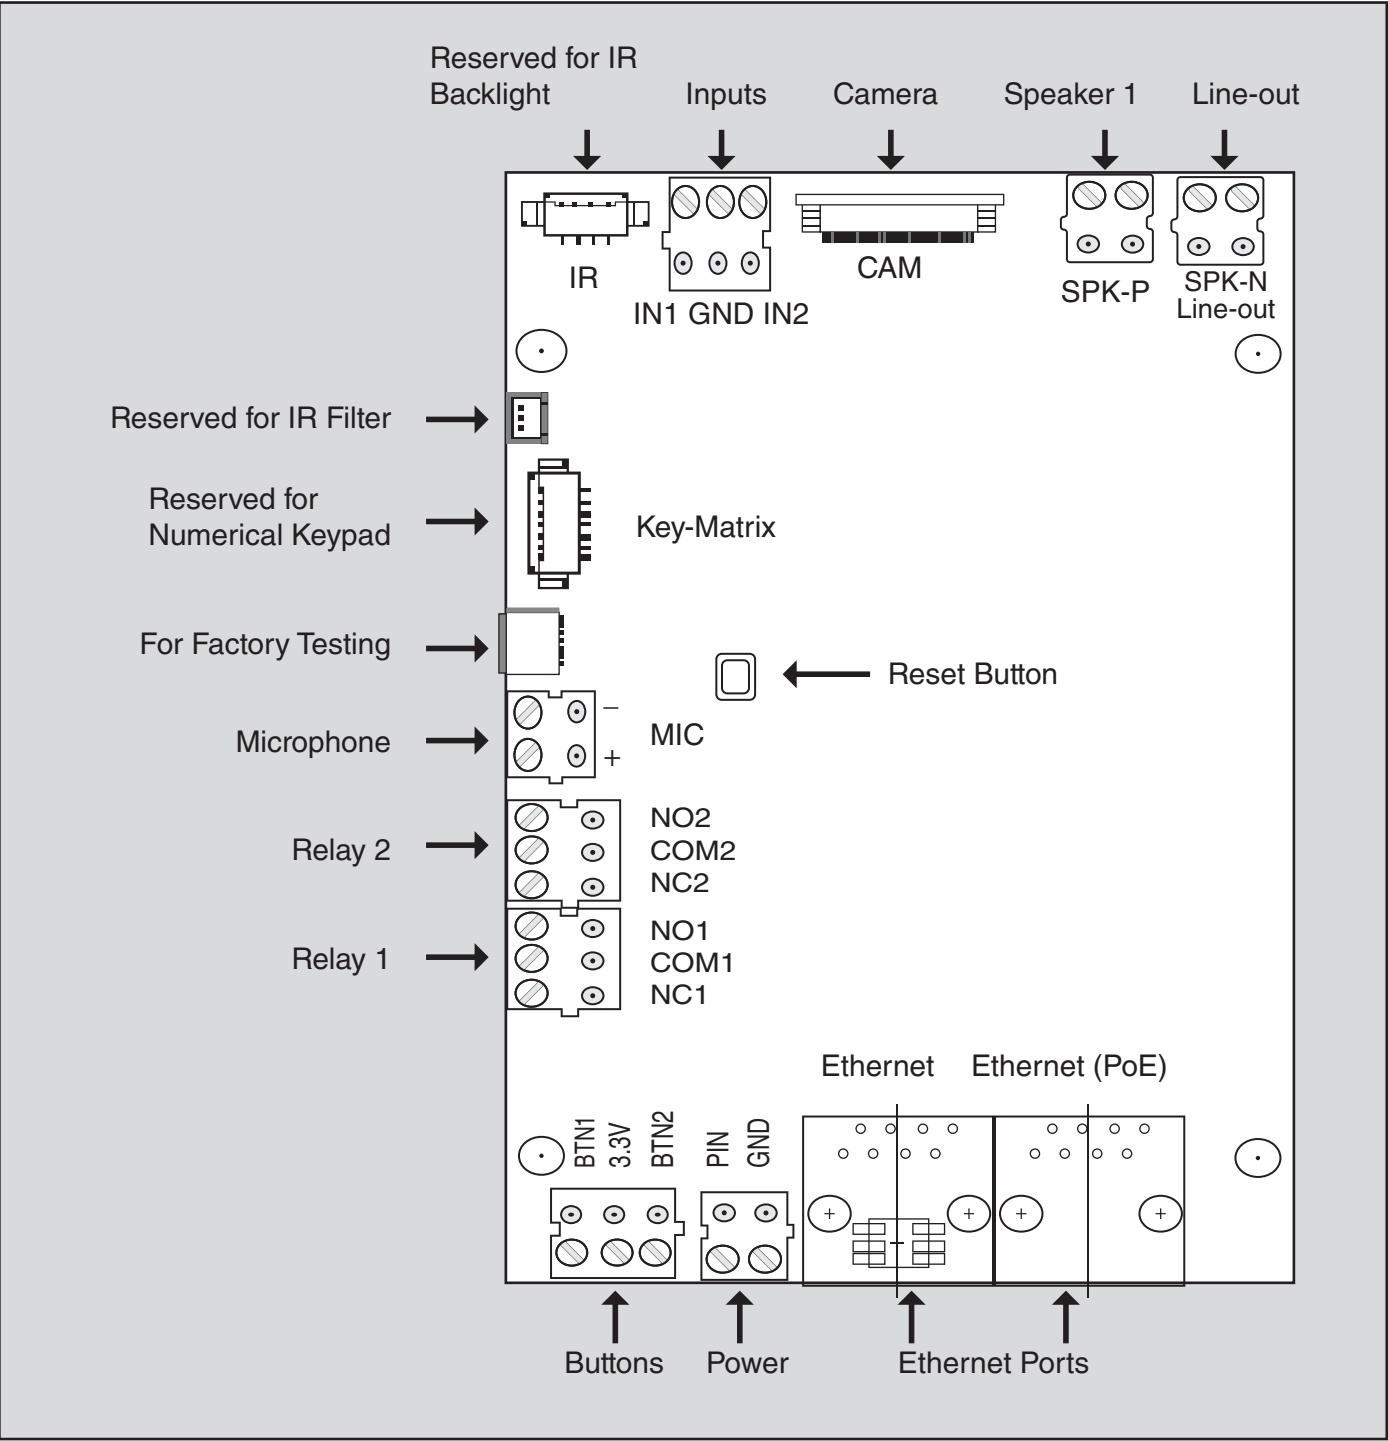 Reserved for IR
Backlight
Inputs
Camera
Speaker 1
Line-out
IR
IN1 GND IN2
CAM
SPK-P
SPK-N
Line-out
Reserved for IR Filter
Reserved for
Numerical Keypad
Key-Matrix
For Factory Testing
Reset Button
Microphone
–
+
MIC
Relay 2
NO2
COM2
NC2
Relay 1
NO1
COM1
NC1
Ethernet
Ethernet (PoE)
BTN1
3.3V
BTN2
PIN
GND
Buttons
Power
Ethernet Ports